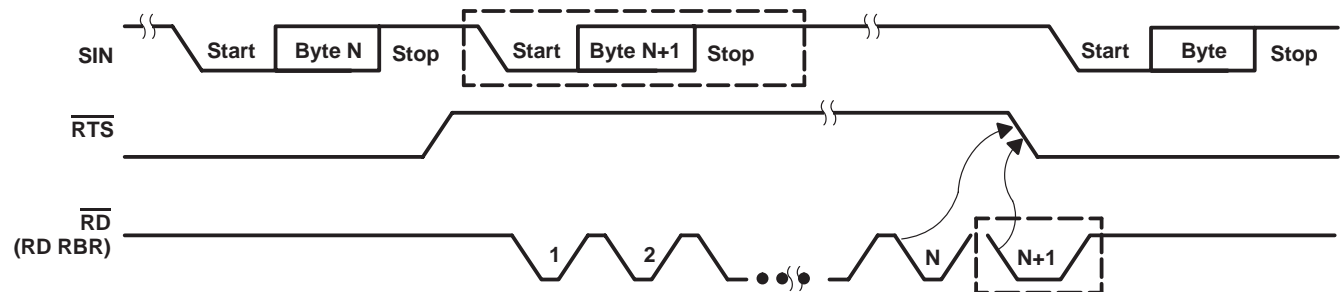 SIN Start Byte N Stop Start Byte N+1 Stop Start Byte Stop
RTS
RD
(RD RBR)
1 2 N N+1